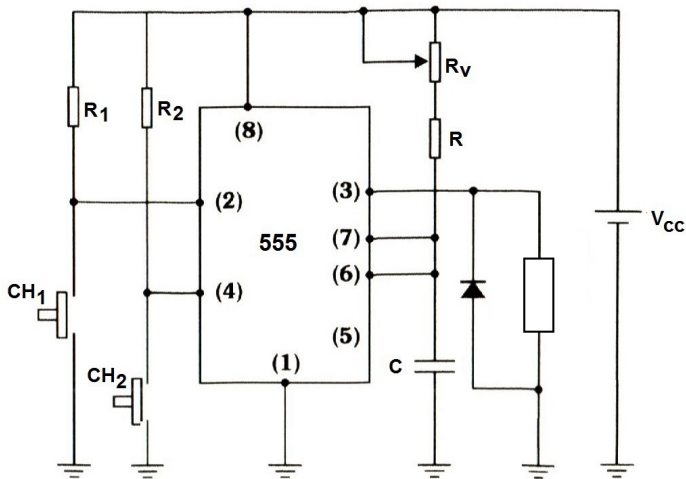 R1
R2
(8)
RV
R
(2)
(3)
555
(7)
VCC
(4)
(6)
CH1
(5)
(1)
C
CH2